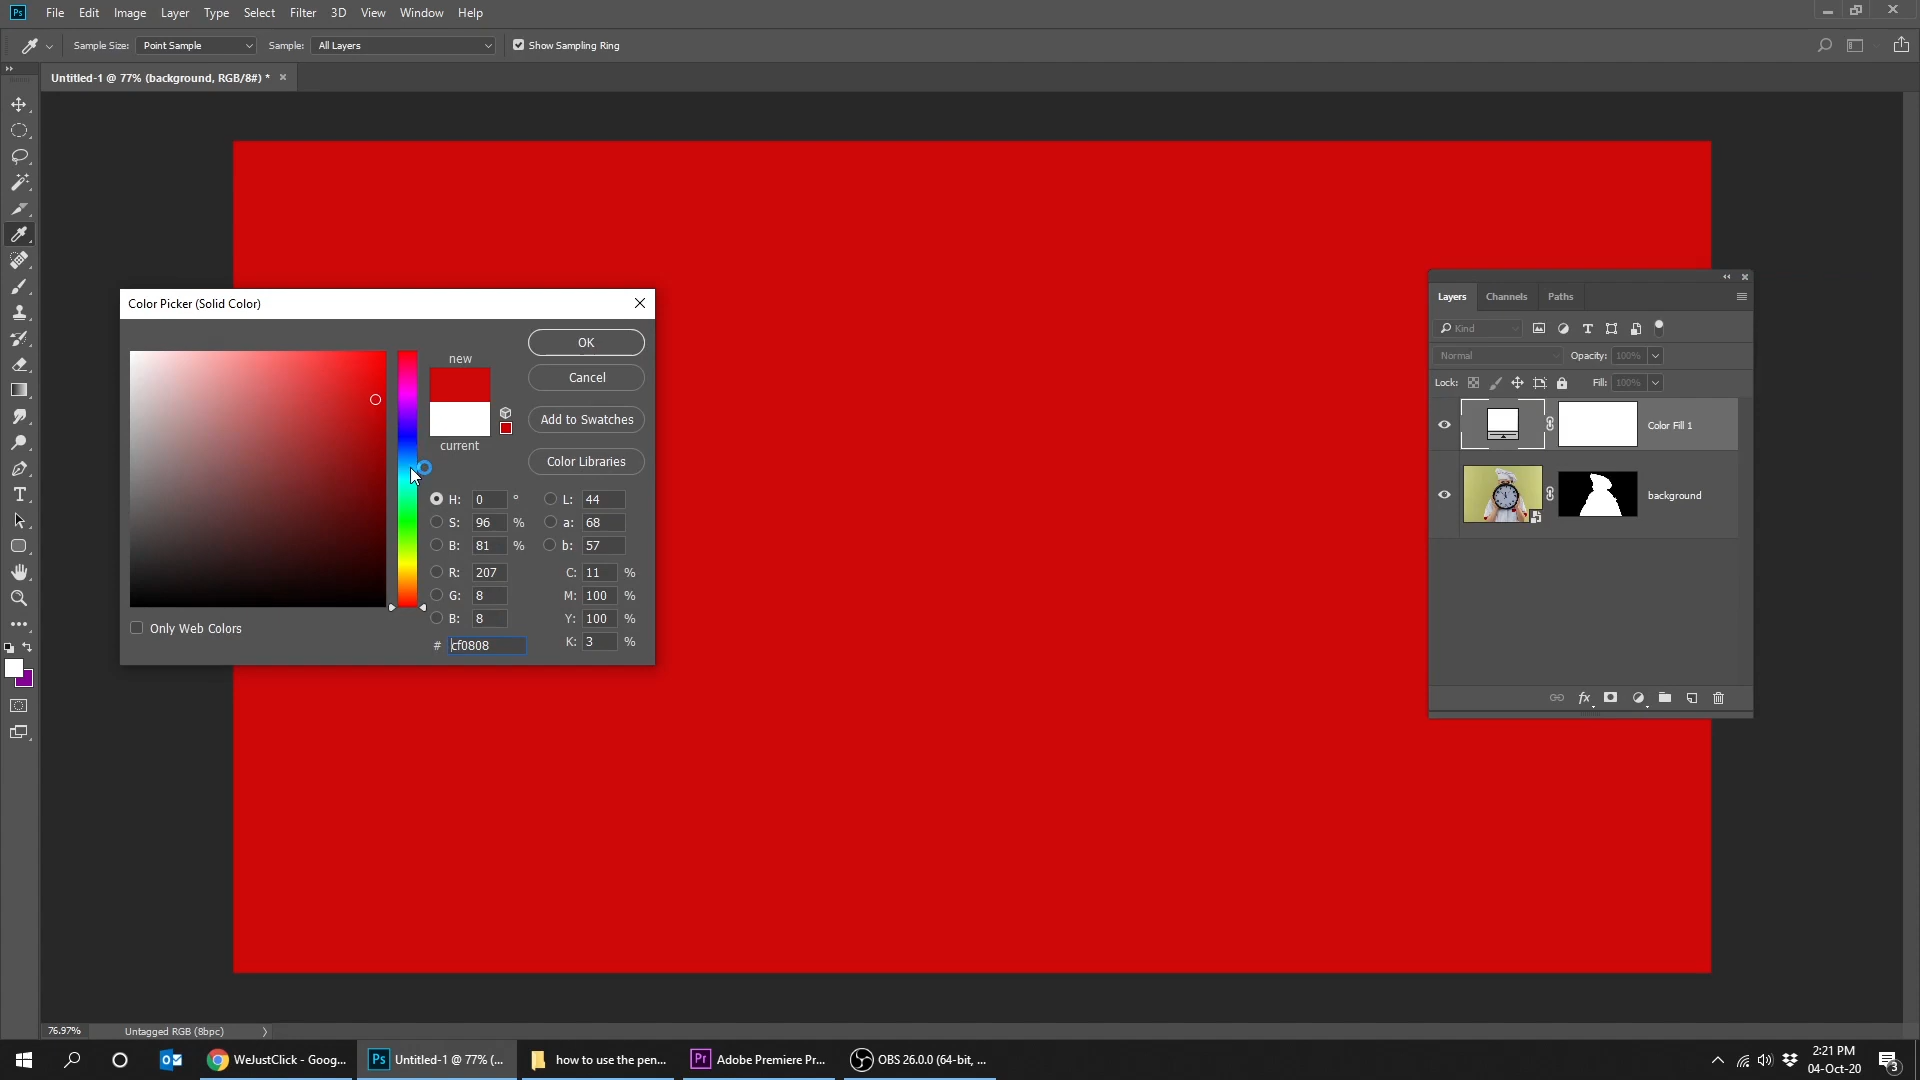 Ps File Edit Image Layer Type Select Filter 3D View Window Help
Sample Size: Point Sample Sample: All Layers Show Sampling Ring
Untitled-1 @ 77% (background, RGB/8#) *
Color Picker (Solid Color)
new
current
OK
Cancel
Add to Swatches
Color Libraries
H: 0 ° L: 44
S: 96 % a: 68
B: 81 % b: 57
R: 207 C: 11 %
G: 8 M: 100 %
B: 8 Y: 100 %
# cf0808 K: 3 %
Only Web Colors
Layers Channels Paths
Kind
Normal Opacity: 100%
Lock: Fill: 100%
Color Fill 1
background
fx
76.97% Untagged RGB (8bpc)
WeJustClick - Goog...
Ps Untitled-1 @ 77% (...
how to use the pen...
Pr Adobe Premiere Pr...
OBS 26.0.0 (64-bit, ...
2:21 PM
04-Oct-20
3